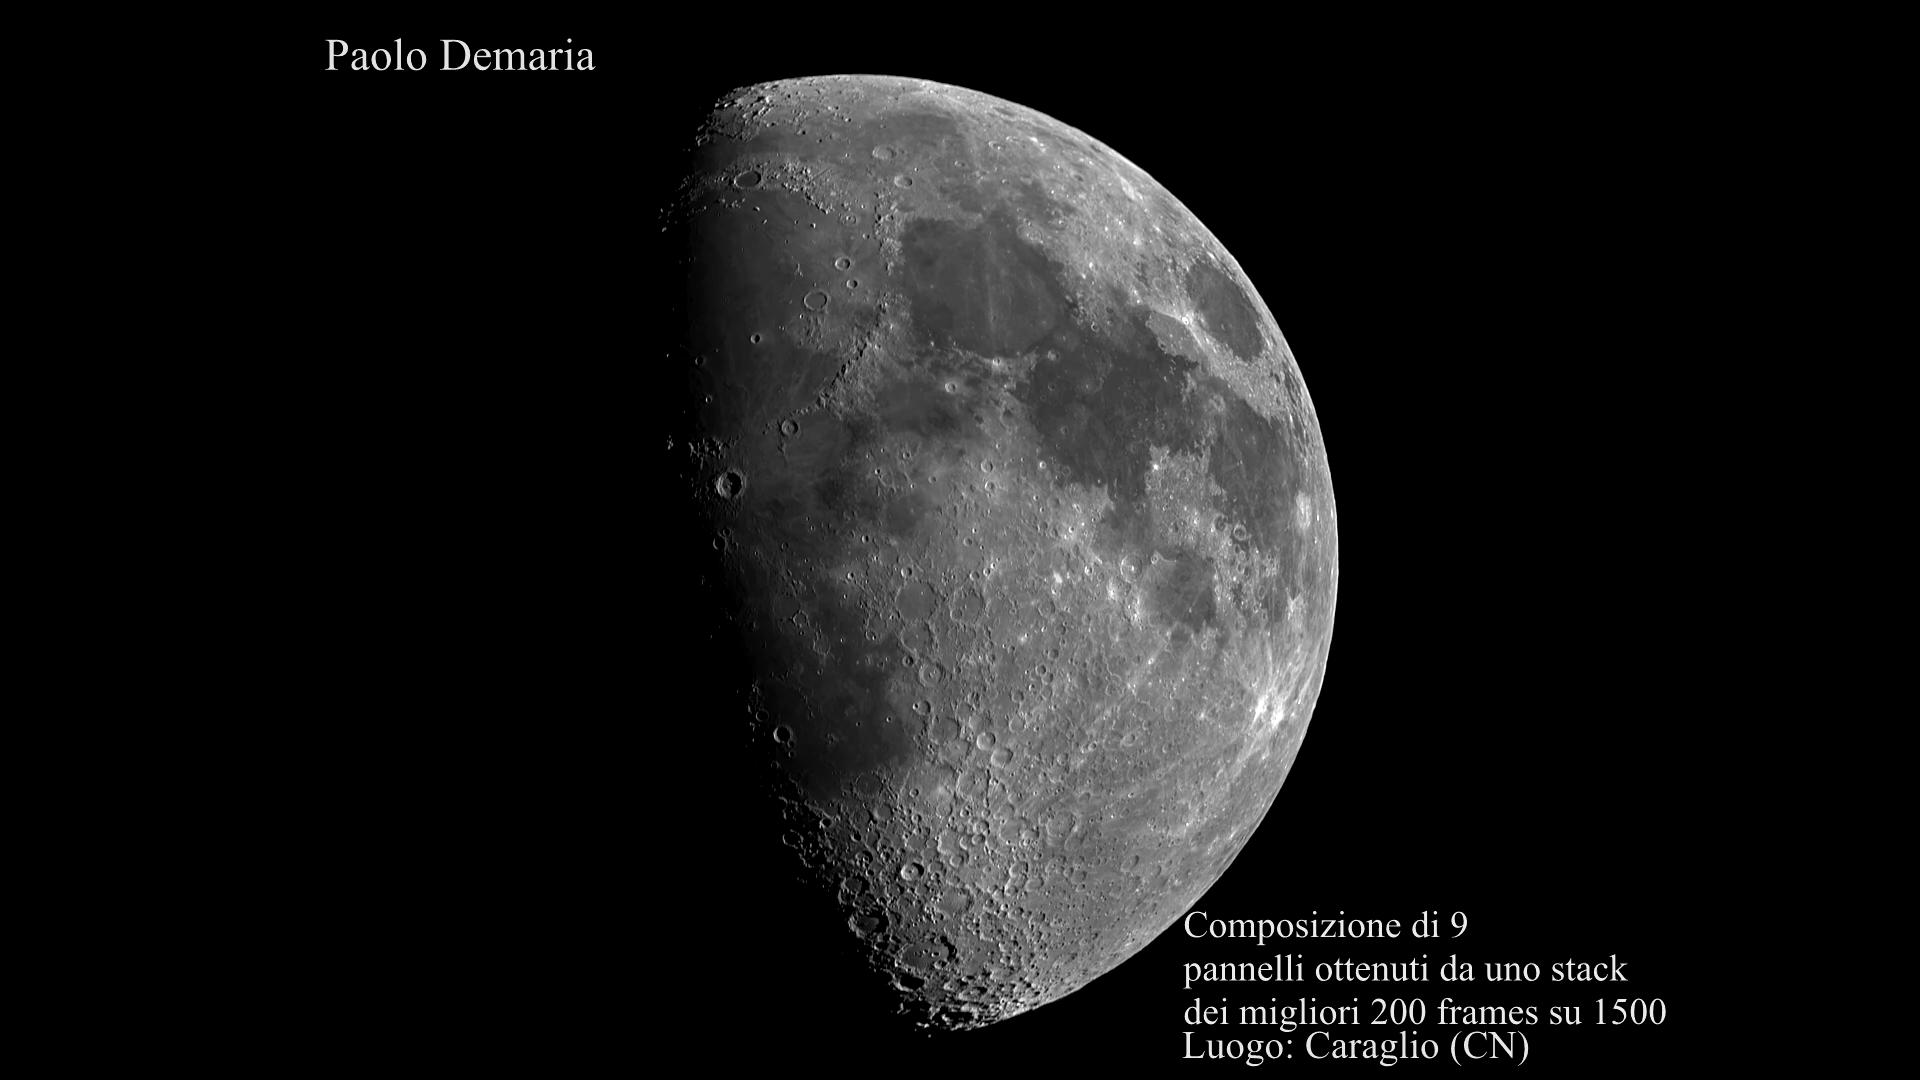 Paolo Demaria
Composizione di 9
pannelli ottenuti da uno stack
dei migliori 200 frames su 1500
Luogo: Caraglio (CN)